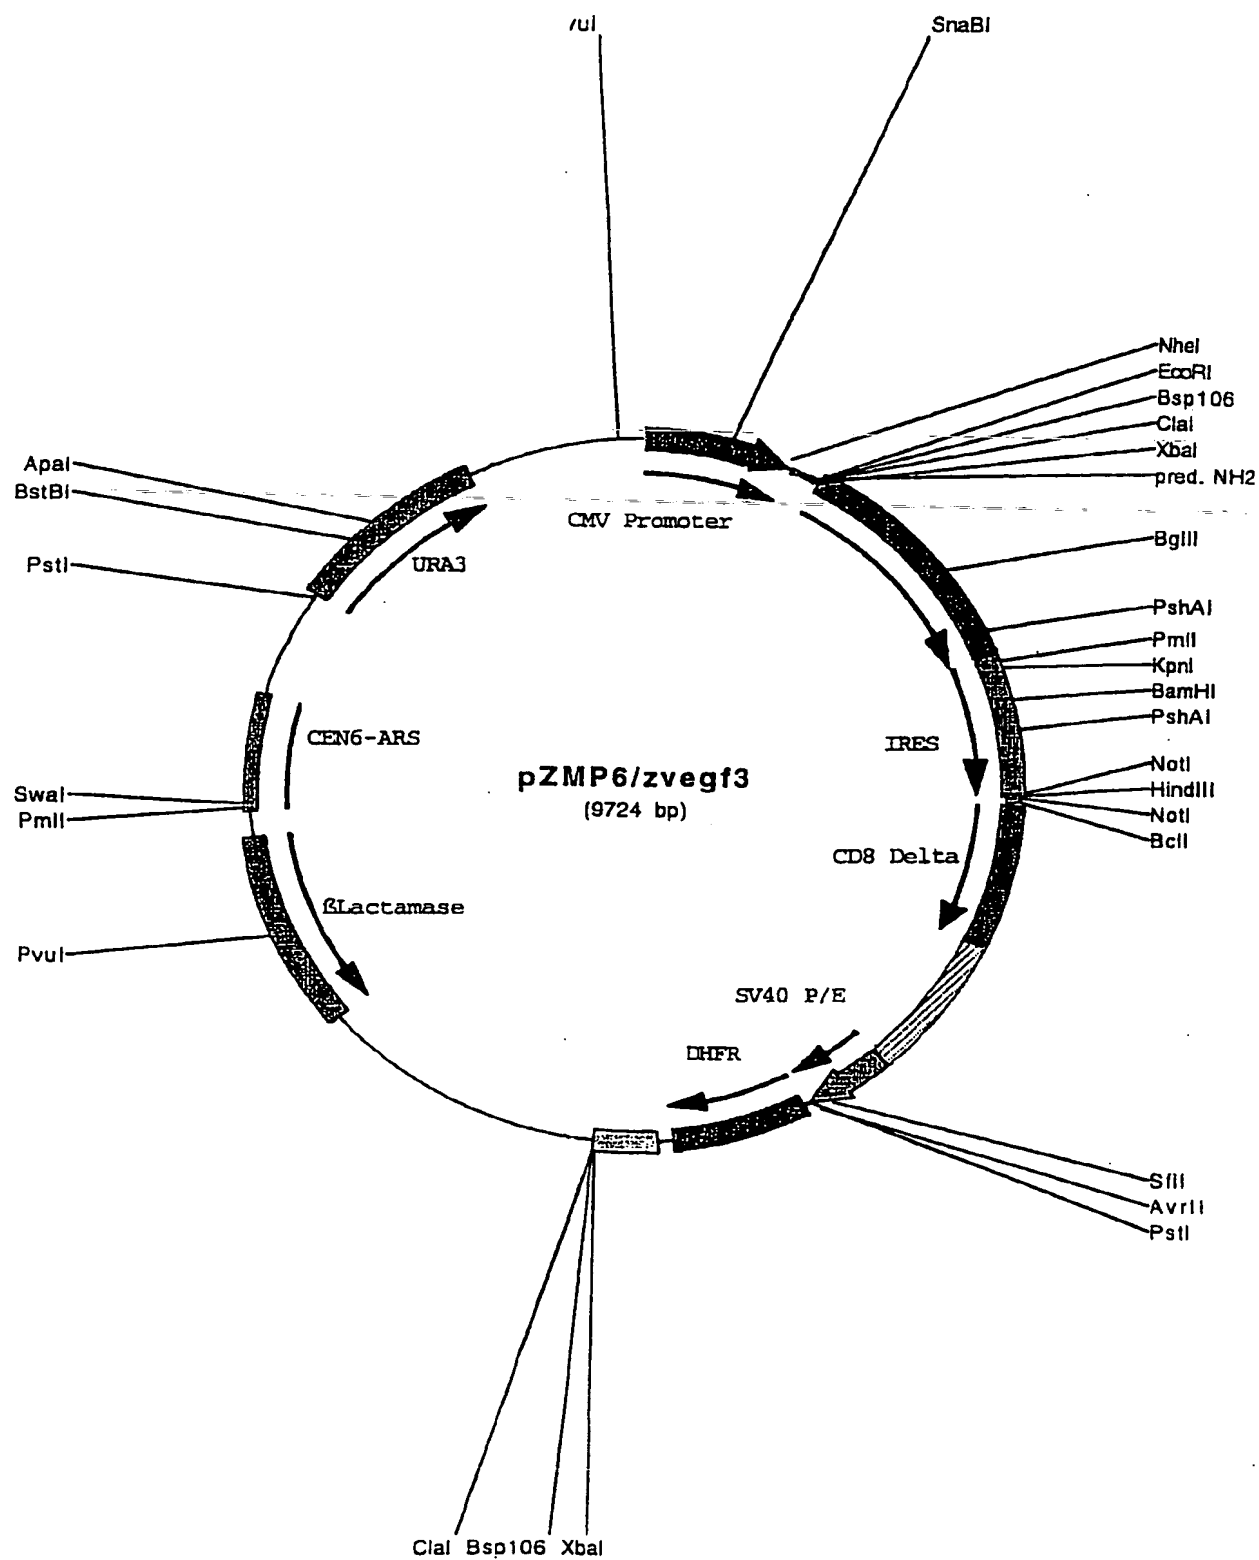 SnaBI
NheI
EcoRI
Bsp106
ClaI
XbaI
pred. NH2
ApaI
BstBI
PstI
CMV Promoter
URA3
BglII
PshAI
PmlI
KpnI
BamHI
PshAI
CEN6-ARS
IRES
pZMP6/zvegf3
(9724 bp)
NotI
HindIII
NotI
BclI
SwaI
PmlI
CD8 Delta
ßLactamase
PvuI
SV40 P/E
DHFR
SfiI
AvrII
PstI
ClaI Bsp106 XbaI